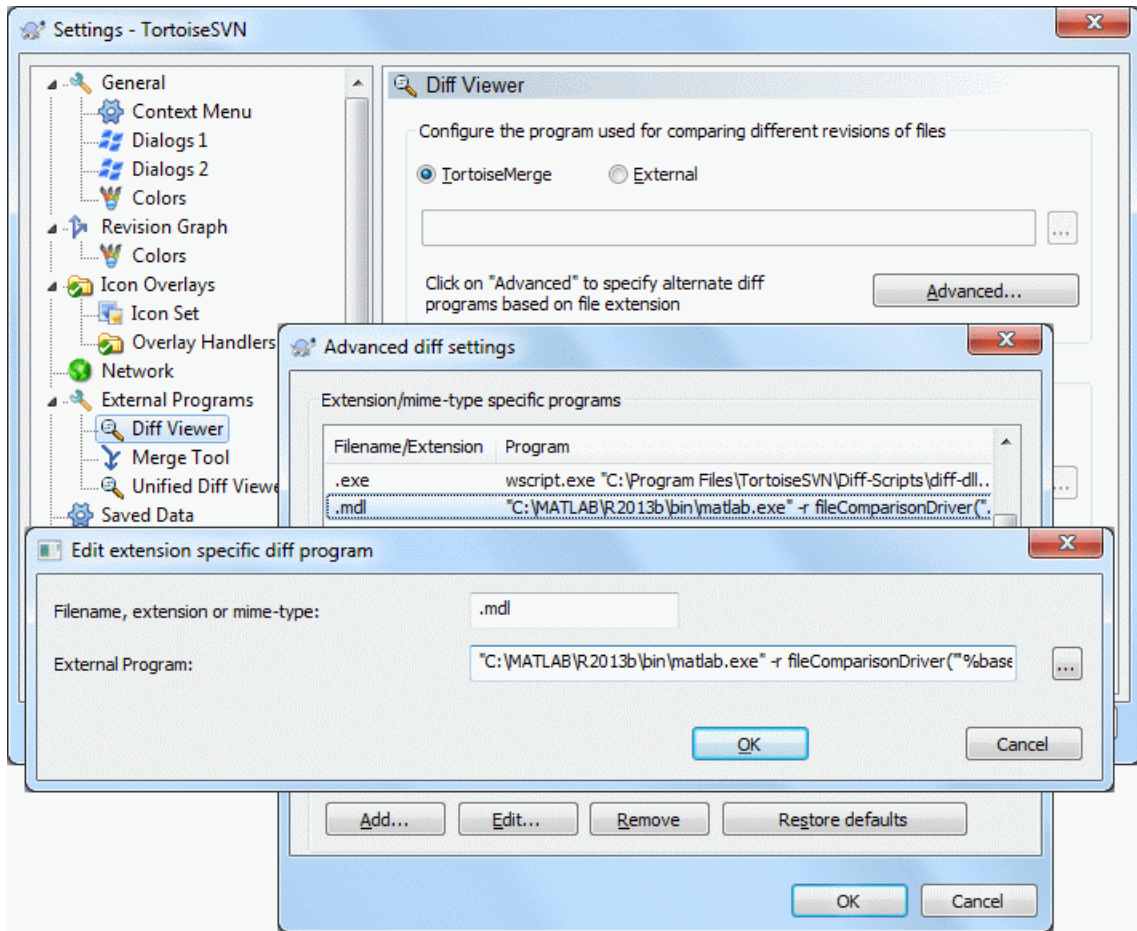 Settings - TortoiseSVN
General
Context Menu
Dialogs 1
Dialogs 2
Colors
Revision Graph
Colors
Icon Overlays
Icon Set
Overlay Handlers
Network
External Programs
Diff Viewer
Merge Tool
Unified Diff Viewe
Saved Data
Diff Viewer
Configure the program used for comparing different revisions of files
TortoiseMerge External
...
Click on "Advanced" to specify alternate diff
programs based on file extension
Advanced...
...
Advanced diff settings
Extension/mime-type specific programs
Filename/Extension Program
.exe wscript.exe "C:\Program Files\TortoiseSVN\Diff-Scripts\diff-dll...
.mdl "C:\MATLAB\R2013b\bin\matlab.exe" -r fileComparisonDriver("...
Edit extension specific diff program
Filename, extension or mime-type: .mdl
External Program: "C:\MATLAB\R2013b\bin\matlab.exe" -r fileComparisonDriver("'%base
...
OK Cancel
Add... Edit... Remove Restore defaults
OK Cancel